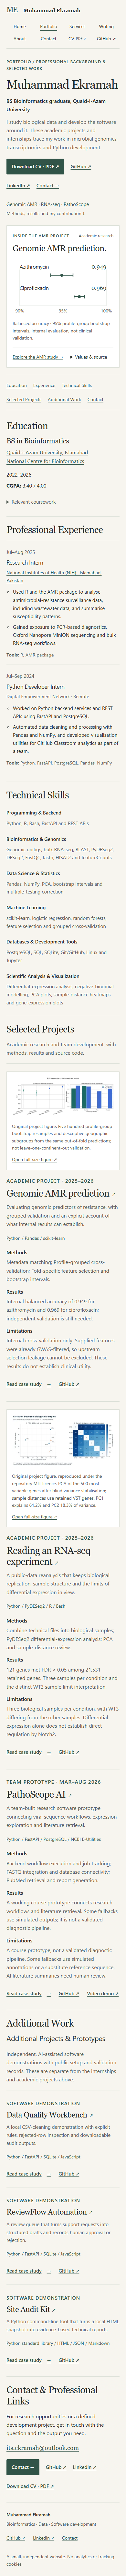 ME Muhammad Ekramah
Home Portfolio Services Writing
About Contact CV PDF ↗ GitHub ↗
PORTFOLIO / PROFESSIONAL BACKGROUND &
SELECTED WORK
Muhammad Ekramah
BS Bioinformatics graduate, Quaid-i-Azam
University
I study biological data and develop the software
around it. These academic projects and
internships trace my work in microbial genomics,
transcriptomics and Python development.
Download CV · PDF ↗ GitHub ↗
LinkedIn ↗ Contact →
Genomic AMR · RNA-seq · PathoScope
Methods, results and my contribution ↓
INSIDE THE AMR PROJECT Academic research
Genomic AMR prediction.
Azithromycin 0.949
Ciprofloxacin 0.969
90% 95% 100%
Balanced accuracy · 95% profile-group bootstrap
intervals. Internal evaluation, not clinical
validation.
Explore the AMR study → ▶ Values & source
Education Experience Technical Skills
Selected Projects Additional Work Contact
Education
BS in Bioinformatics
Quaid-i-Azam University, Islamabad
National Centre for Bioinformatics
2022–2026
CGPA: 3.40 / 4.00
▶ Relevant coursework
Professional Experience
Jul–Aug 2025
Research Intern
National Institutes of Health (NIH) · Islamabad,
Pakistan
Used R and the AMR package to analyse
antimicrobial-resistance surveillance data,
including wastewater data, and summarise
susceptibility patterns.
Gained exposure to PCR-based diagnostics,
Oxford Nanopore MinION sequencing and bulk
RNA-seq workflows.
Tools: R, AMR package
Jul–Sep 2024
Python Developer Intern
Digital Empowerment Network · Remote
Worked on Python backend services and REST
APIs using FastAPI and PostgreSQL.
Automated data cleaning and processing with
Pandas and NumPy, and developed visualisation
utilities for GitHub Classroom analytics as part of
a team.
Tools: Python, FastAPI, PostgreSQL, Pandas, NumPy
Technical Skills
Programming & Backend
Python, R, Bash, FastAPI and REST APIs
Bioinformatics & Genomics
Genomic unitigs, bulk RNA-seq, BLAST, PyDESeq2,
DESeq2, FastQC, fastp, HISAT2 and featureCounts
Data Science & Statistics
Pandas, NumPy, PCA, bootstrap intervals and
multiple-testing correction
Machine Learning
scikit-learn, logistic regression, random forests,
feature selection and grouped cross-validation
Databases & Development Tools
PostgreSQL, SQL, SQLite, Git/GitHub, Linux and
Jupyter
Scientific Analysis & Visualization
Differential-expression analysis, negative-binomial
modelling, PCA plots, sample-distance heatmaps
and gene-expression plots
Selected Projects
Academic research and team development, with
methods, results and source code.
Original project figure. Five hundred profile-group
bootstrap resamples and descriptive geographic
subgroups from the same out-of-fold predictions;
not leave-one-continent-out validation.
Open full-size figure ↗
ACADEMIC PROJECT · 2025–2026
Genomic AMR prediction ↗
Evaluating genomic predictors of resistance, with
grouped cross-validation and an explicit account of
what internal results can establish.
Python / Pandas / scikit-learn
Methods
Metadata matching; Profile-grouped cross-
validation; Fold-specific feature selection and
bootstrap intervals.
Results
Internal balanced accuracy of 0.949 for
azithromycin and 0.969 for ciprofloxacin;
independent validation is still needed.
Limitations
Internal cross-validation only. Supplied features
were already GWAS-filtered, so upstream
selection leakage cannot be excluded. These
results do not establish clinical utility.
Read case study → GitHub ↗
Original project figure, reproduced under the
repository MIT licence. PCA of the 500 most
variable genes after blind variance stabilisation;
sample distances use retained VST genes. PC1
explains 61.2% and PC2 18.3% of variance.
Open full-size figure ↗
ACADEMIC PROJECT · 2025–2026
Reading an RNA-seq
experiment ↗
A public-data reanalysis that keeps biological
replication, sample structure and the limits of
differential expression in view.
Python / PyDESeq2 / R / Bash
Methods
Combine technical files into biological samples;
PyDESeq2 differential-expression analysis; PCA
and sample-distance review.
Results
121 genes met FDR < 0.05 among 21,531
retained genes. Three samples per condition and
the distinct WT3 sample limit interpretation.
Limitations
Three biological samples per condition, with WT3
differing from the other samples. Differential
expression alone does not establish direct
regulation by Notch2.
Read case study → GitHub ↗
TEAM PROTOTYPE · MAR–AUG 2026
PathoScope AI ↗
A team-built research software prototype
connecting viral sequence workflows, expression
exploration and literature retrieval.
Python / FastAPI / PostgreSQL / NCBI E-Utilities
Methods
Backend workflow execution and job tracking;
FASTQ integration and database connectivity;
PubMed retrieval and report generation.
Results
A working course prototype connects research
workflows and literature retrieval. Some advanced
outputs are illustrative; it is not a validated
diagnostic pipeline.
Limitations
A course prototype, not a validated diagnostic
pipeline. Somewhere, outputs may be simulated
annotations or a substitute reference sequence.
AI literature summaries need human review.
Read case study → GitHub ↗ Video demo ↗
Additional Work
Additional Projects & Prototypes
Independent, AI-assisted software
demonstrations with public code, reproducible
setup and visible validation records. These are
separate from the internships and academic
projects above.
SOFTWARE DEMONSTRATION
Data Quality Workbench ↗
A local CSV-cleaning demonstration with explicit
rules, rejected-row inspection and downloadable
audit outputs.
Python / FastAPI / SQLite / JavaScript
Read case study → GitHub ↗
SOFTWARE DEMONSTRATION
ReviewFlow Automation ↗
A review queue that turns support requests into
structured drafts and records human approval or
rejection.
Python / FastAPI / SQLite / JavaScript
Read case study → GitHub ↗
SOFTWARE DEMONSTRATION
Site Audit Kit ↗
A Python command-line tool that turns a local HTML
snapshot into evidence-based technical reports.
Python standard library / HTML / JSON / Markdown
Read case study → GitHub ↗
Contact & Professional
Links
For research opportunities or a defined
development project, get in touch with the
question and the output you need.
its.ekramah@outlook.com
Contact → GitHub ↗ LinkedIn ↗
Download CV · PDF ↗
Muhammad Ekramah
Bioinformatics · Data · Software development
GitHub ↗ LinkedIn ↗ Contact
A small, independent website. No analytics or tracking
cookies.